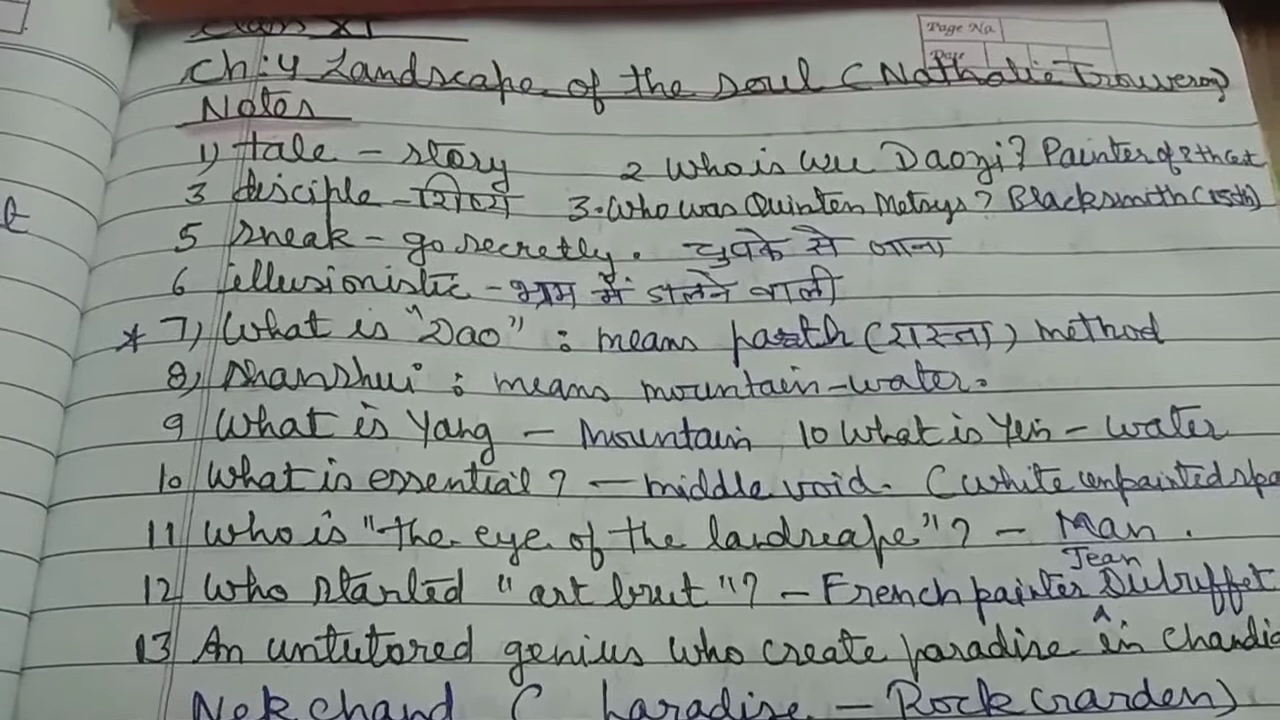 Class XI
Page No.
Date
Ch:4 Landscape of the soul (Nathalie Trouveroy)
Notes
1) tale – story 2 Who is Wu Daozi? Painter of 8th Cent
3 disciple – शिष्य 3. Who was Quinten Metsys? Blacksmith (15th)
5 sneak – go secretly. चुपके से जाना
6 illusionistic – भ्रम में डालने वाली
* 7) What is "Dao" : means path (रास्ता) method
8) Shanshui : means mountain-water.
9 What is Yang – Mountain 10 What is Yin – Water
10 What is essential? – middle void. (white unpainted spa
11 Who is "the eye of the landscape"? – Man.
12 Who started "art brut"? – French painter Jean Dubuffet
13 An untutored genius who create paradise in Chandig
Nek chand ( Paradise – Rock Garden)